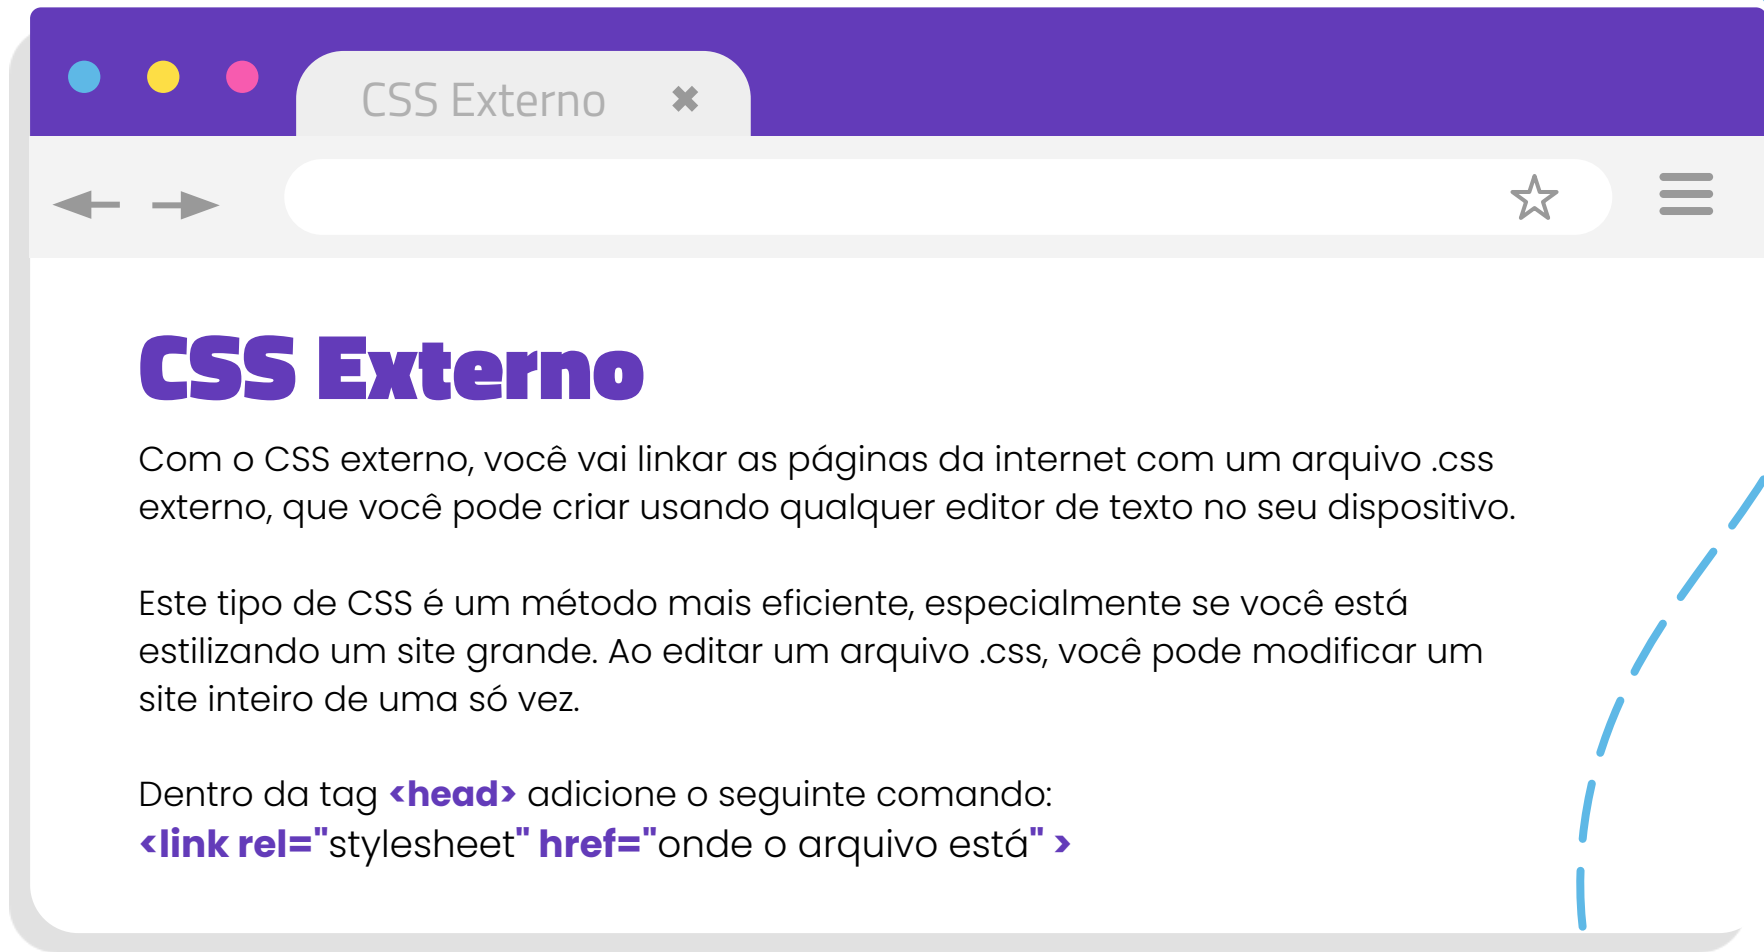 CSS Externo
CSS Externo
Com o CSS externo, você vai linkar as páginas da internet com um arquivo .css
externo, que você pode criar usando qualquer editor de texto no seu dispositivo.
Este tipo de CSS é um método mais eficiente, especialmente se você está
estilizando um site grande. Ao editar um arquivo .css, você pode modificar um
site inteiro de uma só vez.
Dentro da tag <head> adicione o seguinte comando:
<link rel="stylesheet" href="onde o arquivo está" >